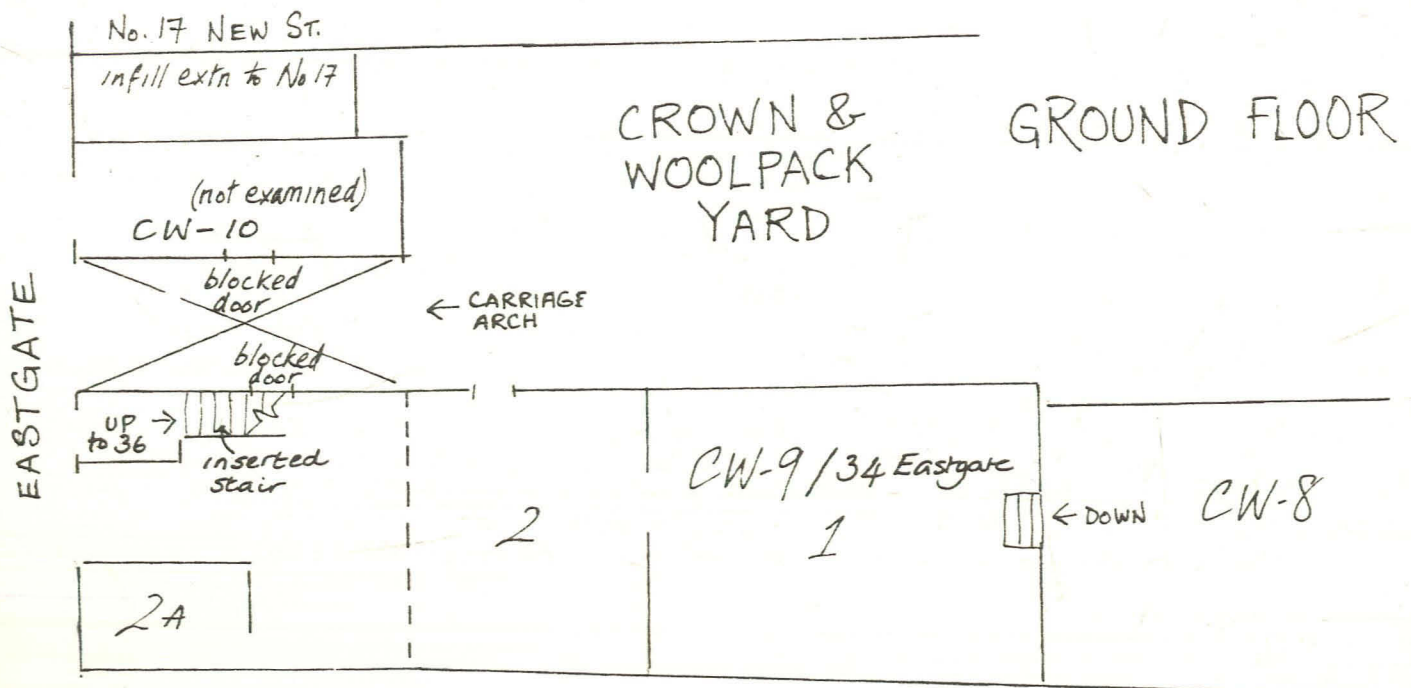 No. 17 NEW ST.
infill extn to No 17
CROWN &
WOOLPACK
YARD
GROUND FLOOR
(not examined)
CW-10
blocked
door
← CARRIAGE
ARCH
blocked
door
EASTGATE
UP →
to 36
inserted
stair
2
CW-9/34 Eastgate
1
← DOWN
CW-8
2A